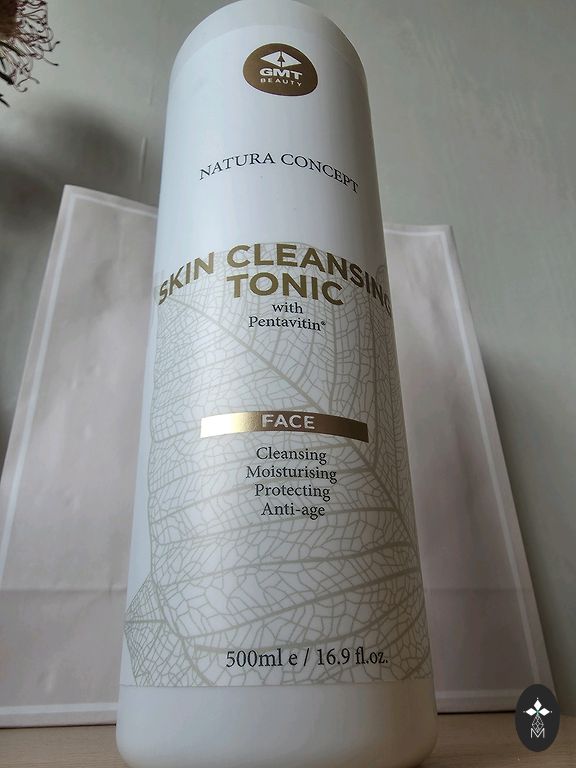 GMT
BEAUTY
NATURA CONCEPT
SKIN CLEANSING
TONIC
with
Pentavitin®
FACE
Cleansing
Moisturising
Protecting
Anti-age
500ml e / 16.9 fl.oz.
M